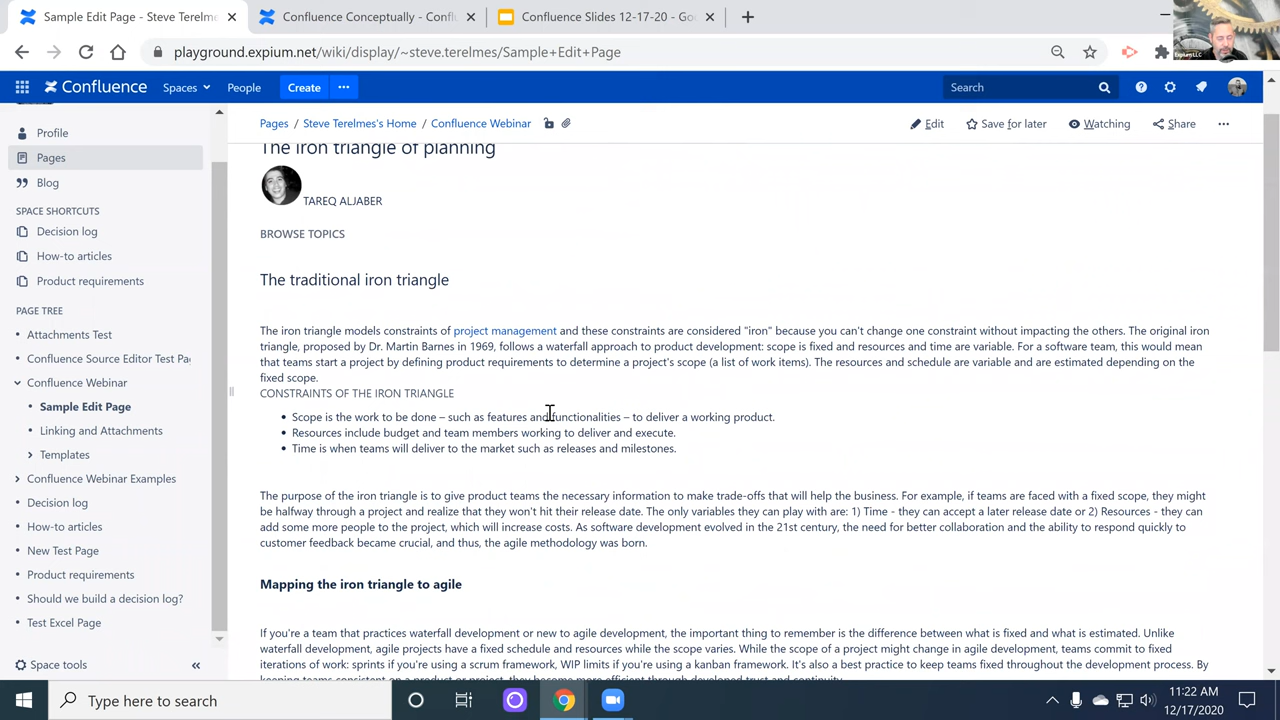 Sample Edit Page - Steve Terelme
Confluence Conceptually - Confl
Confluence Slides 12-17-20 - Goo
playground.expium.net/wiki/display/~steve.terelmes/Sample+Edit+Page
Confluence
Spaces
People
Create
Search
Profile
Pages
Blog
SPACE SHORTCUTS
Decision log
How-to articles
Product requirements
PAGE TREE
Attachments Test
Confluence Source Editor Test Pa
Confluence Webinar
Sample Edit Page
Linking and Attachments
Templates
Confluence Webinar Examples
Decision log
How-to articles
New Test Page
Product requirements
Should we build a decision log?
Test Excel Page
Space tools
Pages / Steve Terelmes's Home / Confluence Webinar
Edit
Save for later
Watching
Share
The iron triangle of planning
TAREQ ALJABER
BROWSE TOPICS
The traditional iron triangle
The iron triangle models constraints of project management and these constraints are considered "iron" because you can't change one constraint without impacting the others. The original iron
triangle, proposed by Dr. Martin Barnes in 1969, follows a waterfall approach to product development: scope is fixed and resources and time are variable. For a software team, this would mean
that teams start a project by defining product requirements to determine a project's scope (a list of work items). The resources and schedule are variable and are estimated depending on the
fixed scope.
CONSTRAINTS OF THE IRON TRIANGLE
• Scope is the work to be done – such as features and functionalities – to deliver a working product.
• Resources include budget and team members working to deliver and execute.
• Time is when teams will deliver to the market such as releases and milestones.
The purpose of the iron triangle is to give product teams the necessary information to make trade-offs that will help the business. For example, if teams are faced with a fixed scope, they might
be halfway through a project and realize that they won't hit their release date. The only variables they can play with are: 1) Time - they can accept a later release date or 2) Resources - they can
add some more people to the project, which will increase costs. As software development evolved in the 21st century, the need for better collaboration and the ability to respond quickly to
customer feedback became crucial, and thus, the agile methodology was born.
Mapping the iron triangle to agile
If you're a team that practices waterfall development or new to agile development, the important thing to remember is the difference between what is fixed and what is estimated. Unlike
waterfall development, agile projects have a fixed schedule and resources while the scope varies. While the scope of a project might change in agile development, teams commit to fixed
iterations of work: sprints if you're using a scrum framework, WIP limits if you're using a kanban framework. It's also a best practice to keep teams fixed throughout the development process. By
keeping teams consistent on a product or project, they become more efficient through developed trust and continuity.
Type here to search
11:22 AM
12/17/2020